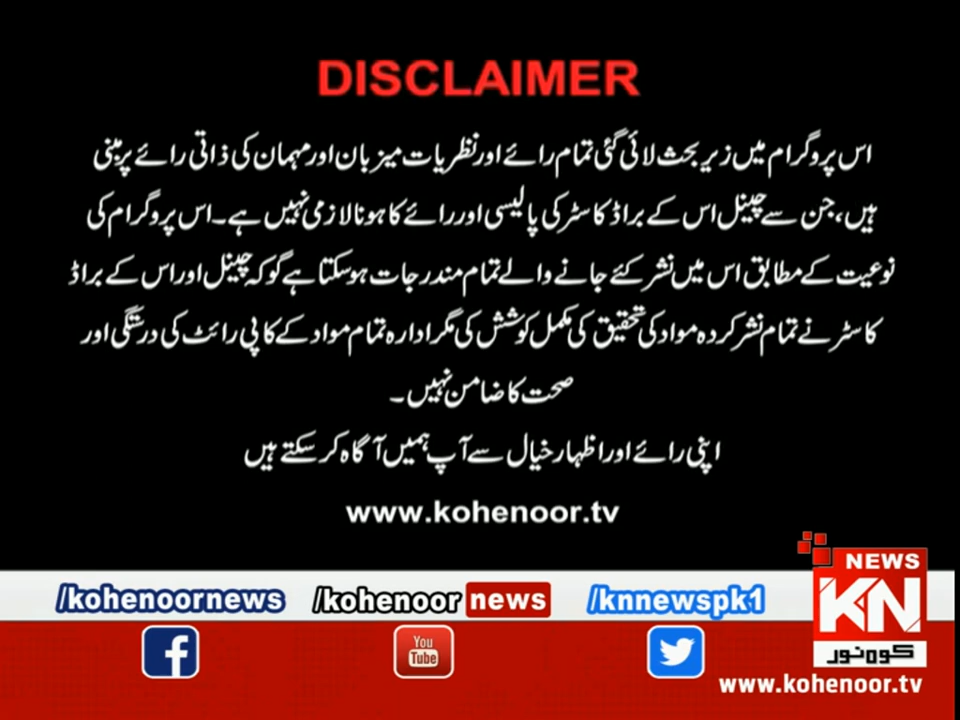 DISCLAIMER
اس پروگرام میں زیر بحث لائی گئی تمام رائے اور نظریات میزبان اور مہمان کی ذاتی رائے پر مبنی
ہیں، جن سے چینل اس کے براڈ کاسٹر کی پالیسی اور رائے کا ہونا لازمی نہیں ہے۔ اس پروگرام کی
نوعیت کے مطابق اس میں نشر کئے جانے والے تمام مندرجات ہو سکتا ہے گو کہ چینل اور اس کے براڈ
کاسٹر نے تمام نشر کردہ مواد کی تحقیق کی مکمل کوشش کی مگر ادارہ تمام مواد کے کاپی رائٹ کی درستگی اور
صحت کا ضامن نہیں۔
اپنی رائے اور اظہار خیال سے آپ ہمیں آگاہ کر سکتے ہیں
www.kohenoor.tv
/kohenoornews /kohenoor news /knnewspk1
f You Tube
NEWS
KN
کوہ نور
www.kohenoor.tv